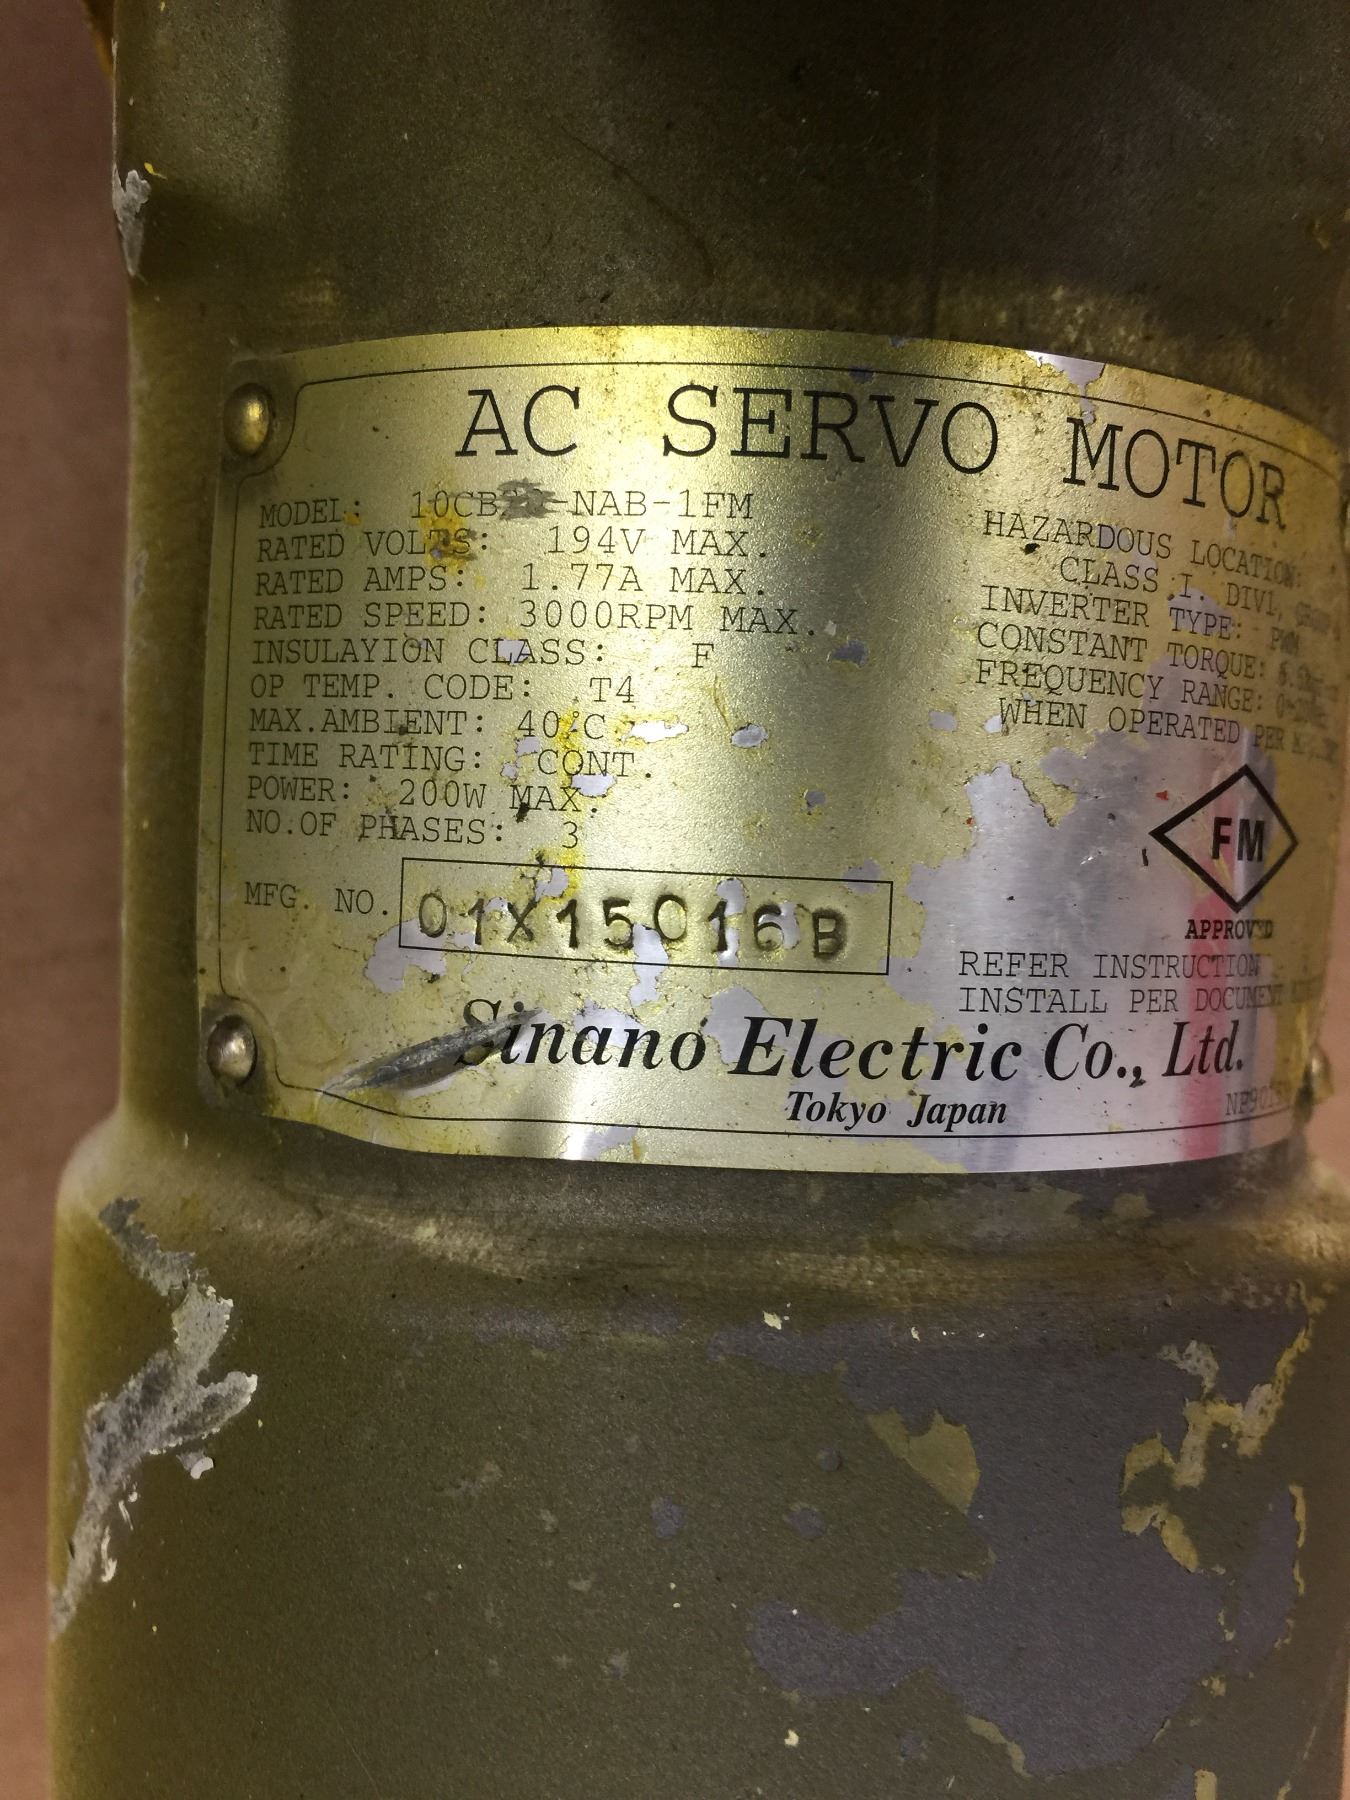 AC SERVO MOTOR
MODEL: -NAB-1FM
RATED VOLTS: 194V MAX.
RATED AMPS: 1.77A MAX.
RATED SPEED: 3000RPM MAX.
INSULAYION CLASS: F
OP TEMP. CODE: T4
MAX.AMBIENT: 40°C
TIME RATING: CONT.
POWER: 200W MAX.
NO.OF PHASES: 3
MFG. NO. 01X15016B
HAZARDOUS LOCATION:
CLASS I. DIV1,
INVERTER TYPE: PWM
CONSTANT TORQUE:
FREQUENCY RANGE:
WHEN OPERATED PER
FM
APPROVED
REFER INSTRUCTION
INSTALL PER DOCUMENT
Sinano Electric Co., Ltd.
Tokyo Japan